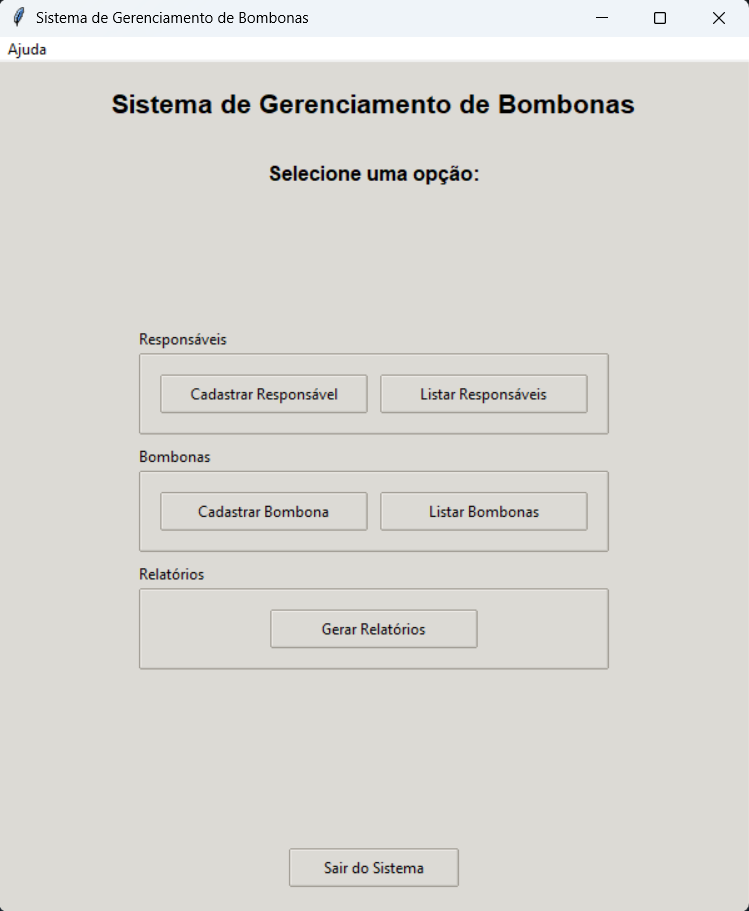 Sistema de Gerenciamento de Bombonas
Ajuda
Sistema de Gerenciamento de Bombonas
Selecione uma opção:
Responsáveis
Cadastrar Responsável Listar Responsáveis
Bombonas
Cadastrar Bombona Listar Bombonas
Relatórios
Gerar Relatórios
Sair do Sistema